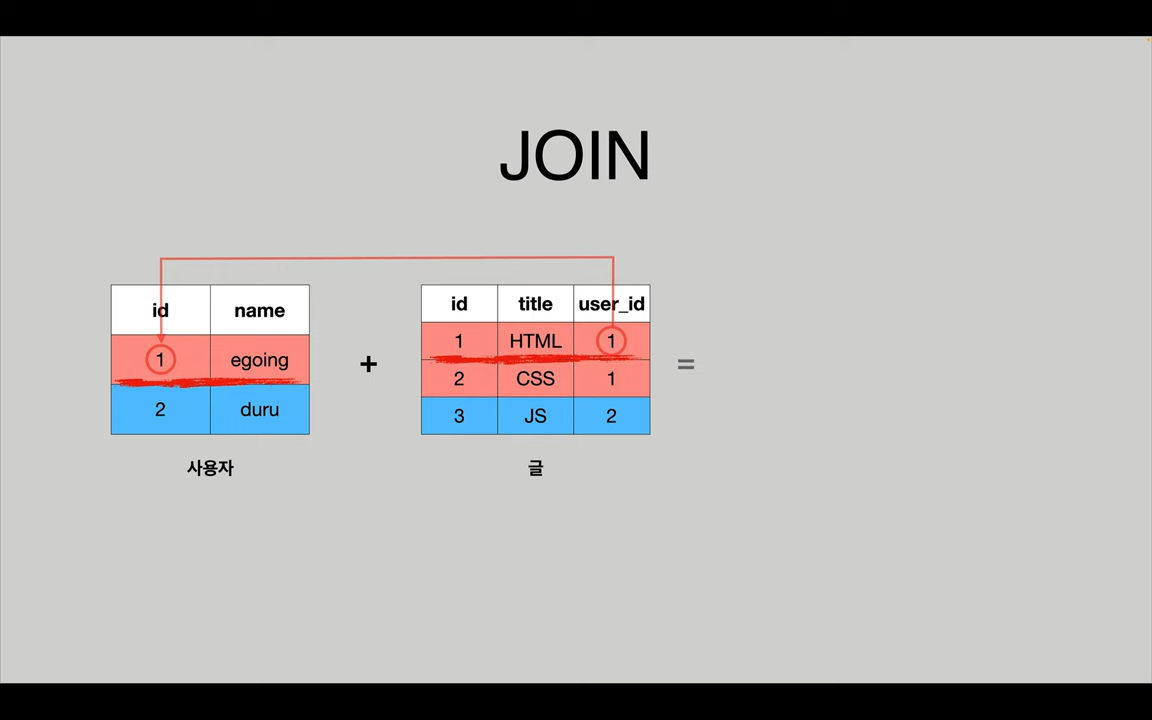 JOIN
id name
1 egoing
2 duru
사용자
+
id title user_id
1 HTML 1
2 CSS 1
3 JS 2
글
=